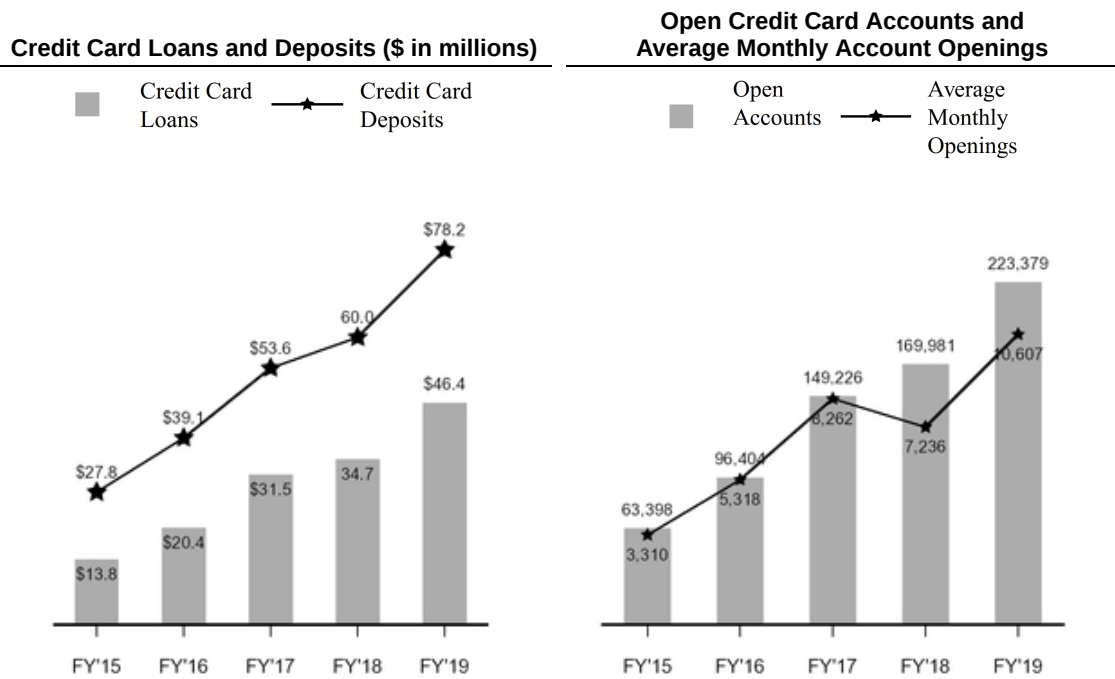 Credit Card Loans and Deposits ($ in millions)
Credit Card
Loans
Credit Card
Deposits
$78.2
60.0
$53.6
$46.4
$39.1
$27.8
34.7
$31.5
$20.4
$13.8
FY'15 FY'16 FY'17 FY'18 FY'19
Open Credit Card Accounts and
Average Monthly Account Openings
Open
Accounts
Average
Monthly
Openings
223,379
169,981
10,607
149,226
8,262
7,236
96,404
5,318
63,398
3,310
FY'15 FY'16 FY'17 FY'18 FY'19